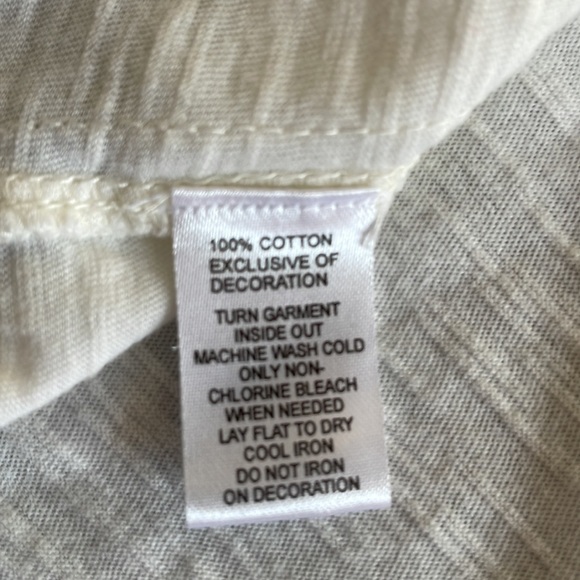 100% COTTON
EXCLUSIVE OF
DECORATION
TURN GARMENT
INSIDE OUT
MACHINE WASH COLD
ONLY NON-
CHLORINE BLEACH
WHEN NEEDED
LAY FLAT TO DRY
COOL IRON
DO NOT IRON
ON DECORATION